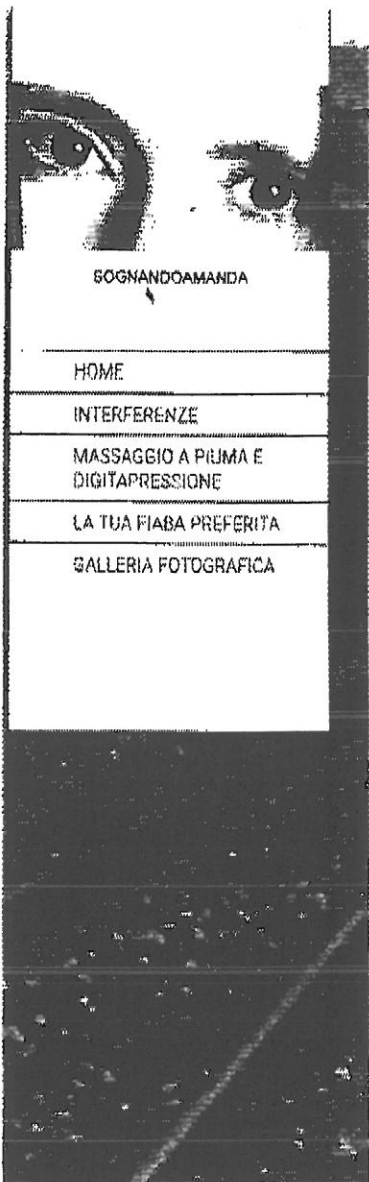 SOGNANDOAMANDA
HOME
INTERFERENZE
MASSAGGIO A PIUMA E
DIGITAPRESSIONE
LA TUA FIABA PREFERITA
GALLERIA FOTOGRAFICA